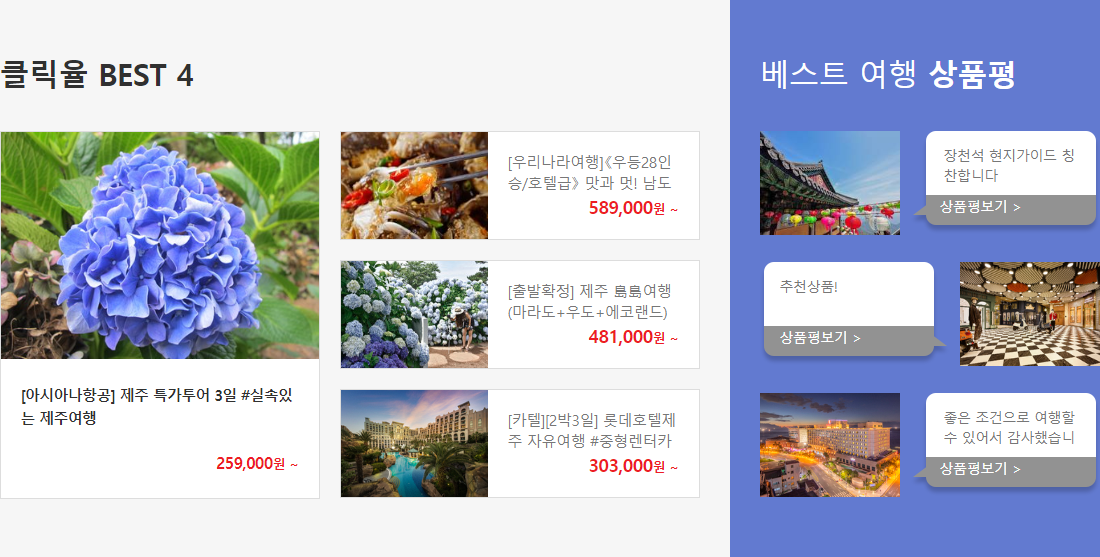 클릭율 BEST 4
[아시아나항공] 제주 특가투어 3일 #실속있
는 제주여행
259,000원 ~
[우리나라여행]《우등28인
승/호텔급》 맛과 멋! 남도
589,000원 ~
[출발확정] 제주 島島여행
(마라도+우도+에코랜드)
481,000원 ~
[카텔][2박3일] 롯데호텔제
주 자유여행 #중형렌터카
303,000원 ~
베스트 여행 상품평
장천석 현지가이드 칭
찬합니다
상품평보기 >
추천상품!
상품평보기 >
좋은 조건으로 여행할
수 있어서 감사했습니
상품평보기 >